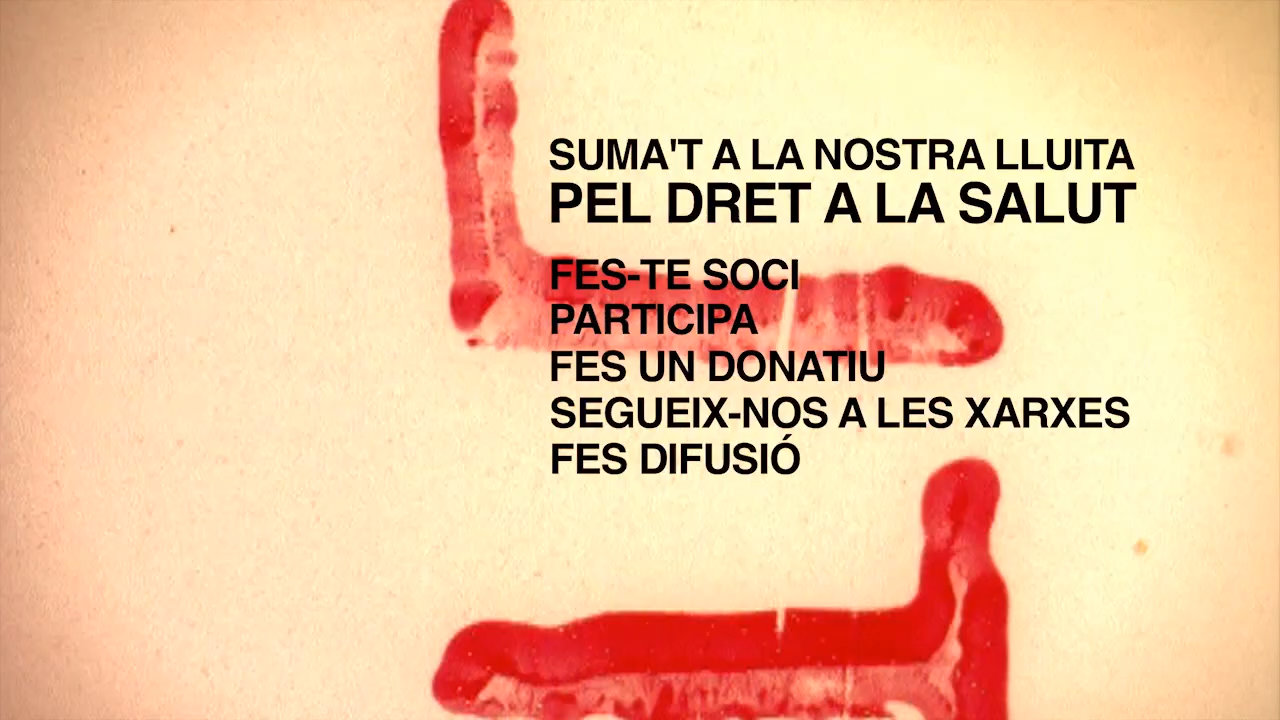 SUMA'T A LA NOSTRA LLUITA
PEL DRET A LA SALUT
FES-TE SOCI
PARTICIPA
FES UN DONATIU
SEGUEIX-NOS A LES XARXES
FES DIFUSIÓ